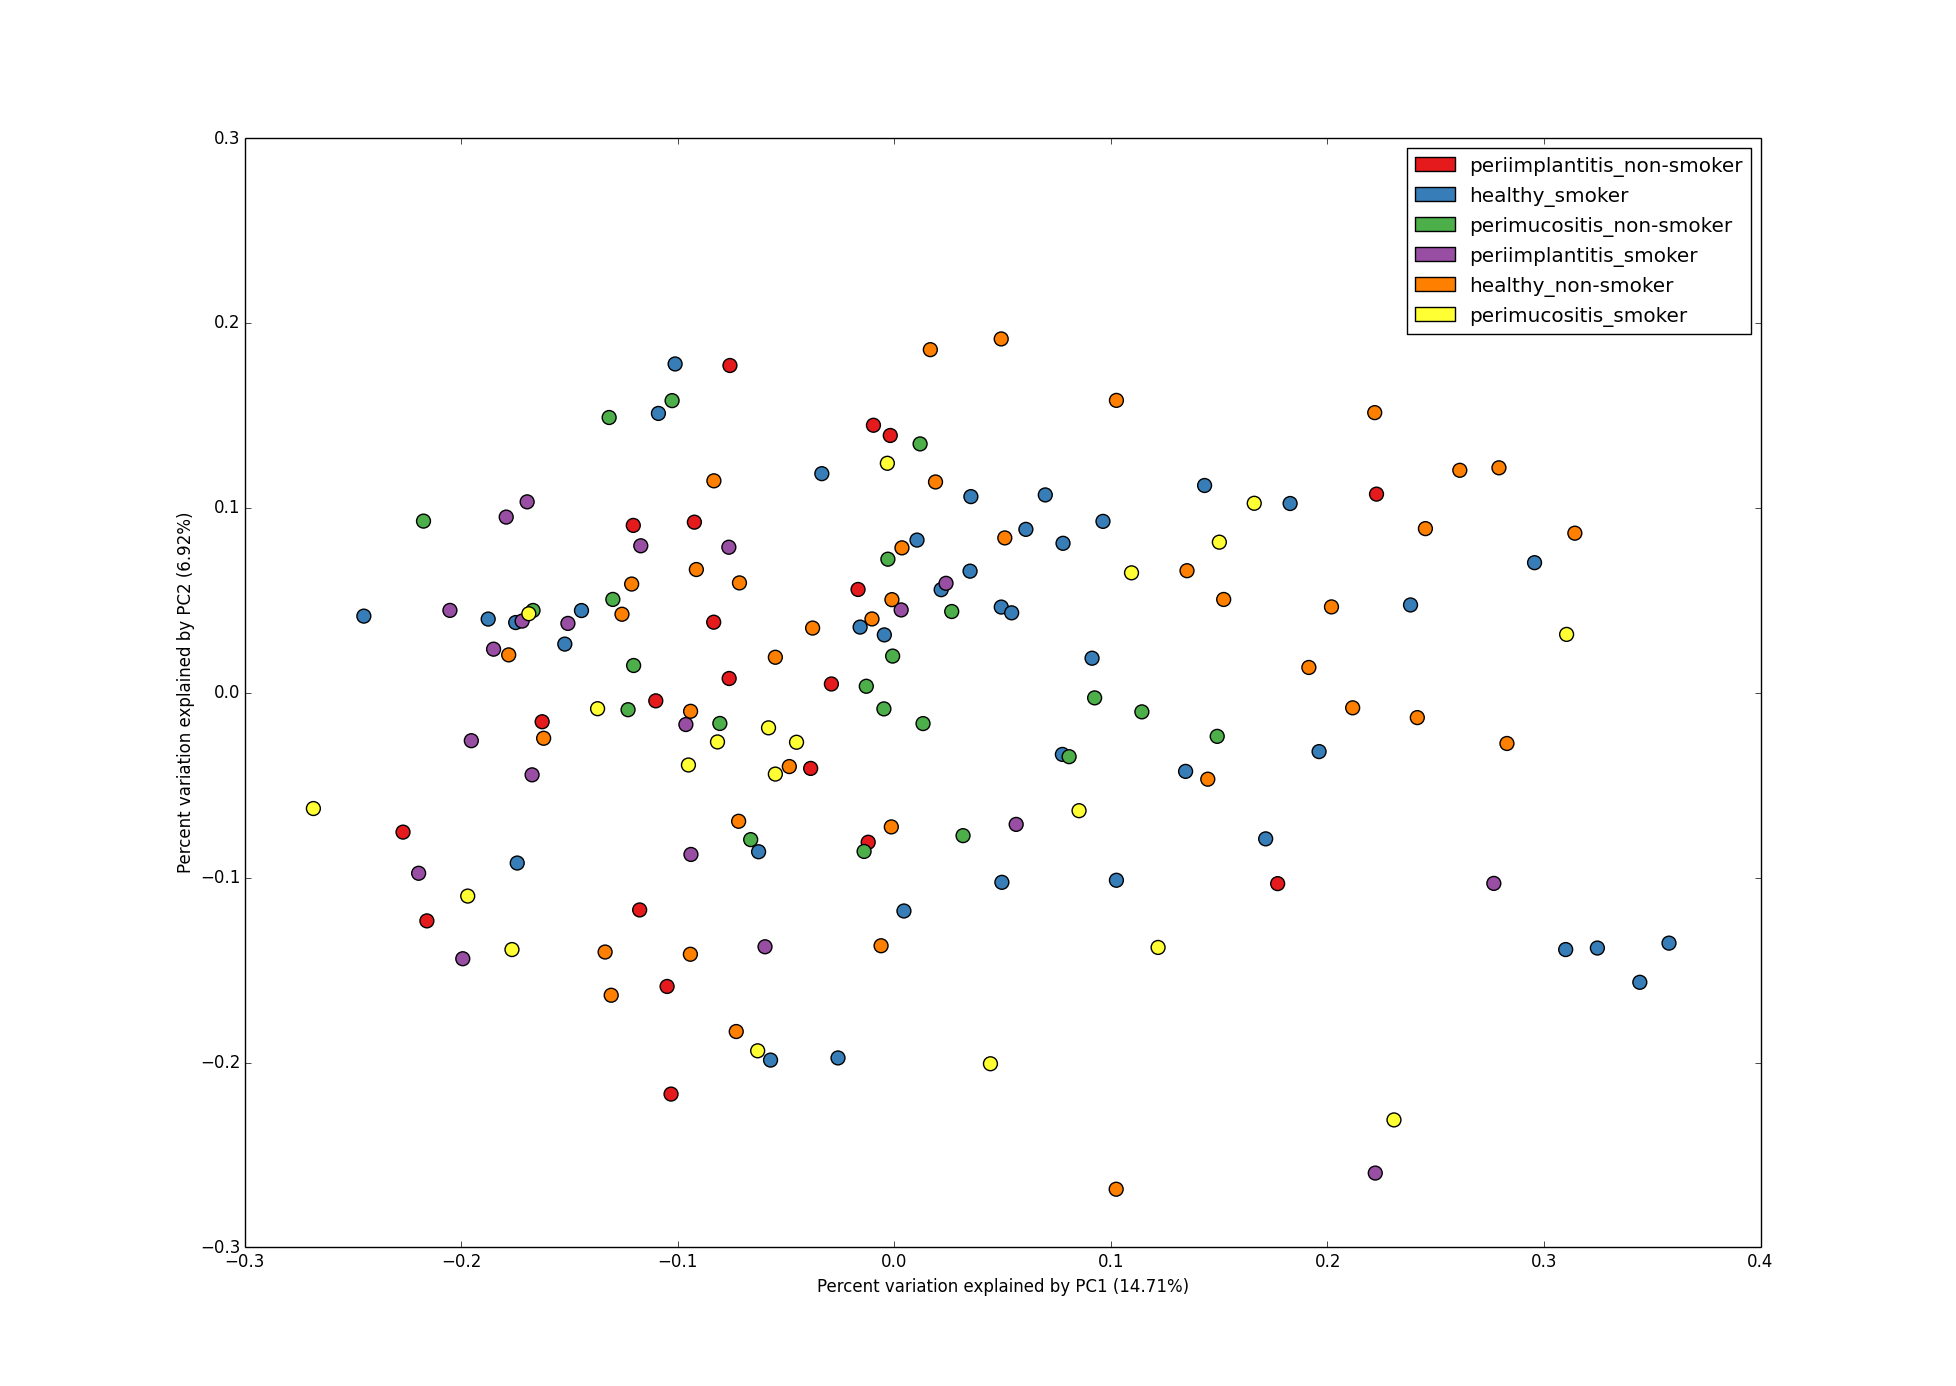 periimplantitis_non-smoker
healthy_smoker
perimucositis_non-smoker
periimplantitis_smoker
healthy_non-smoker
perimucositis_smoker
0.3
0.2
0.1
0.0
−0.1
−0.2
−0.3
Percent variation explained by PC2 (6.92%)
−0.3 −0.2 −0.1 0.0 0.1 0.2 0.3 0.4
Percent variation explained by PC1 (14.71%)